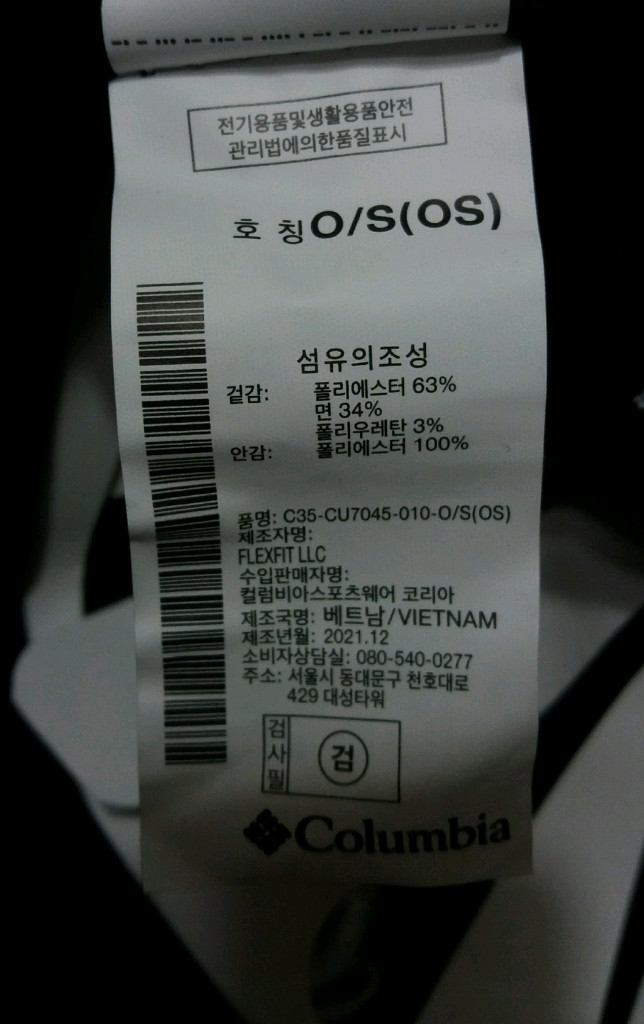 전기용품및생활용품안전
관리법에의한품질표시
호 칭 O/S(OS)
섬유의조성
겉감: 폴리에스터 63%
면 34%
폴리우레탄 3%
안감: 폴리에스터 100%
품명: C35-CU7045-010-O/S(OS)
제조자명:
FLEXFIT LLC
수입판매자명:
컬럼비아스포츠웨어 코리아
제조국명: 베트남/VIETNAM
제조년월: 2021.12
소비자상담실: 080-540-0277
주소: 서울시 동대문구 천호대로
429 대성타워
검사필 검
Columbia